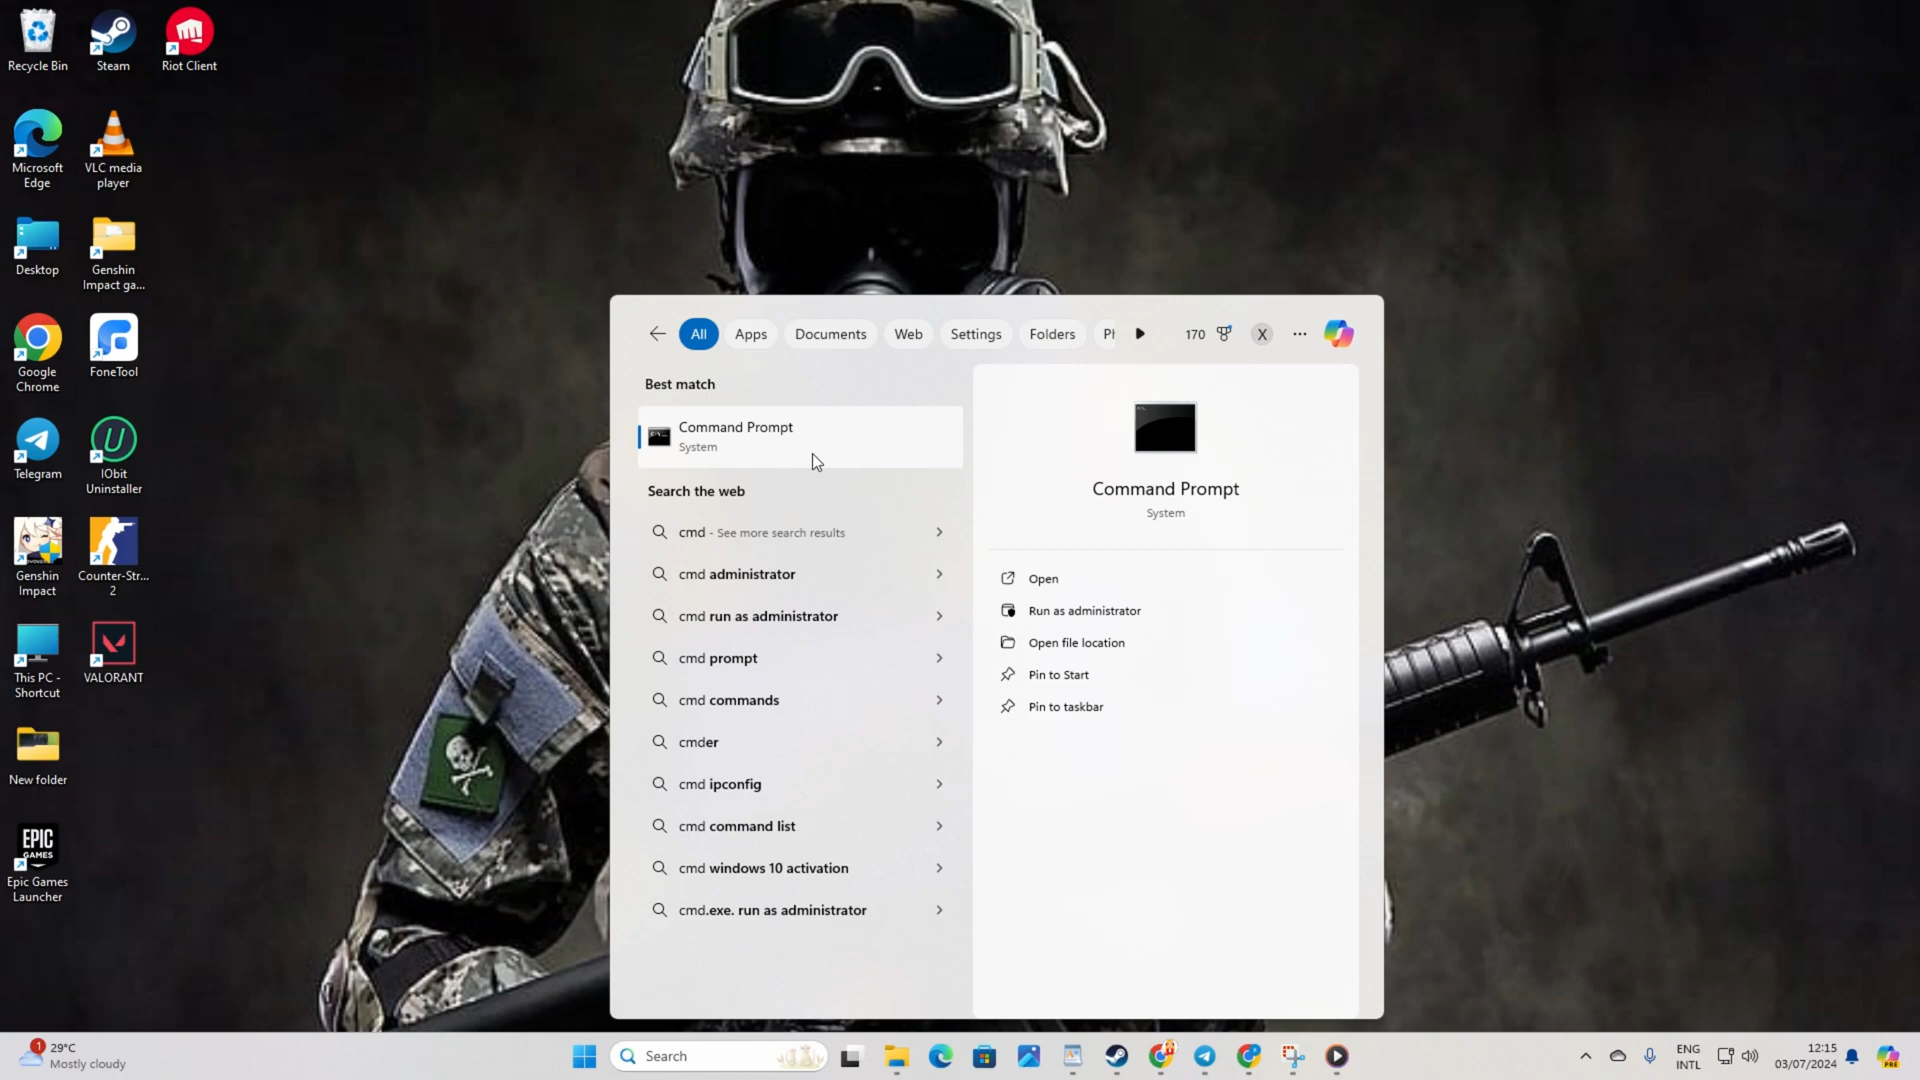 Recycle Bin
Steam
Riot Client
Microsoft
Edge
VLC media
player
Desktop
Genshin
Impact ga...
Google
Chrome
FoneTool
Telegram
IObit
Uninstaller
Genshin
Impact
Counter-Str...
2
This PC -
Shortcut
VALORANT
New folder
EPIC
GAMES
Epic Games
Launcher
All
Apps
Documents
Web
Settings
Folders
Ph
170
X
Best match
Command Prompt
System
Search the web
cmd - See more search results
cmd administrator
cmd run as administrator
cmd prompt
cmd commands
cmder
cmd ipconfig
cmd command list
cmd windows 10 activation
cmd.exe. run as administrator
Command Prompt
System
Open
Run as administrator
Open file location
Pin to Start
Pin to taskbar
1
29°C
Mostly cloudy
Search
ENG
INTL
12:15
03/07/2024
PRE